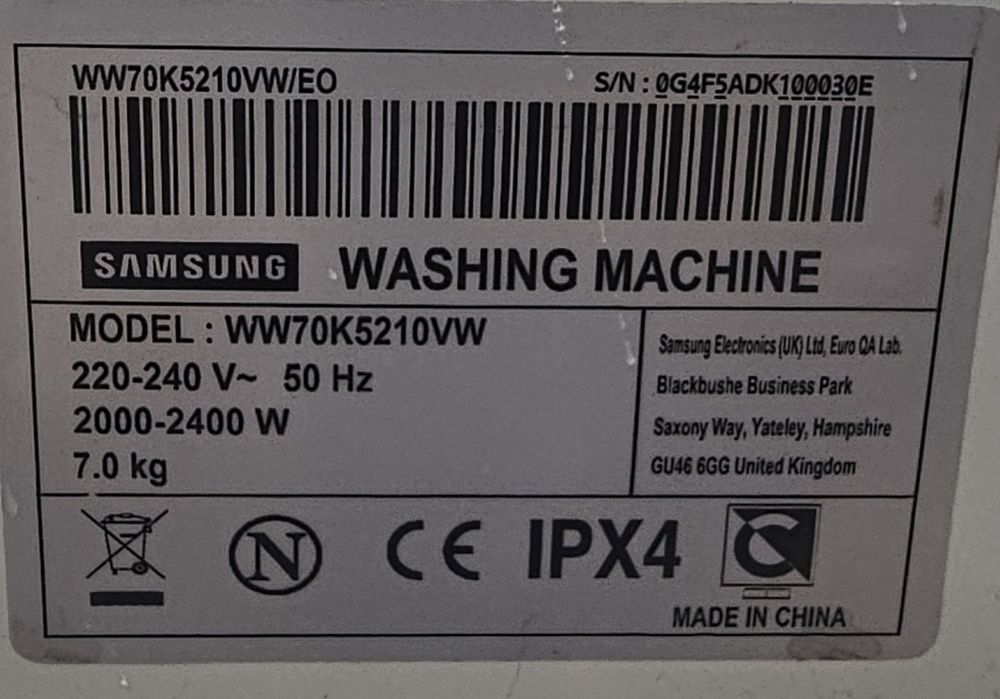 WW70K5210VW/EO
S/N : 0G4F5ADK100030E
SAMSUNG WASHING MACHINE
MODEL : WW70K5210VW
220-240 V~ 50 Hz
2000-2400 W
7.0 kg
Samsung Electronics (UK) Ltd, Euro QA Lab.
Blackbushe Business Park
Saxony Way, Yateley, Hampshire
GU46 6GG United Kingdom
N CE IPX4
MADE IN CHINA